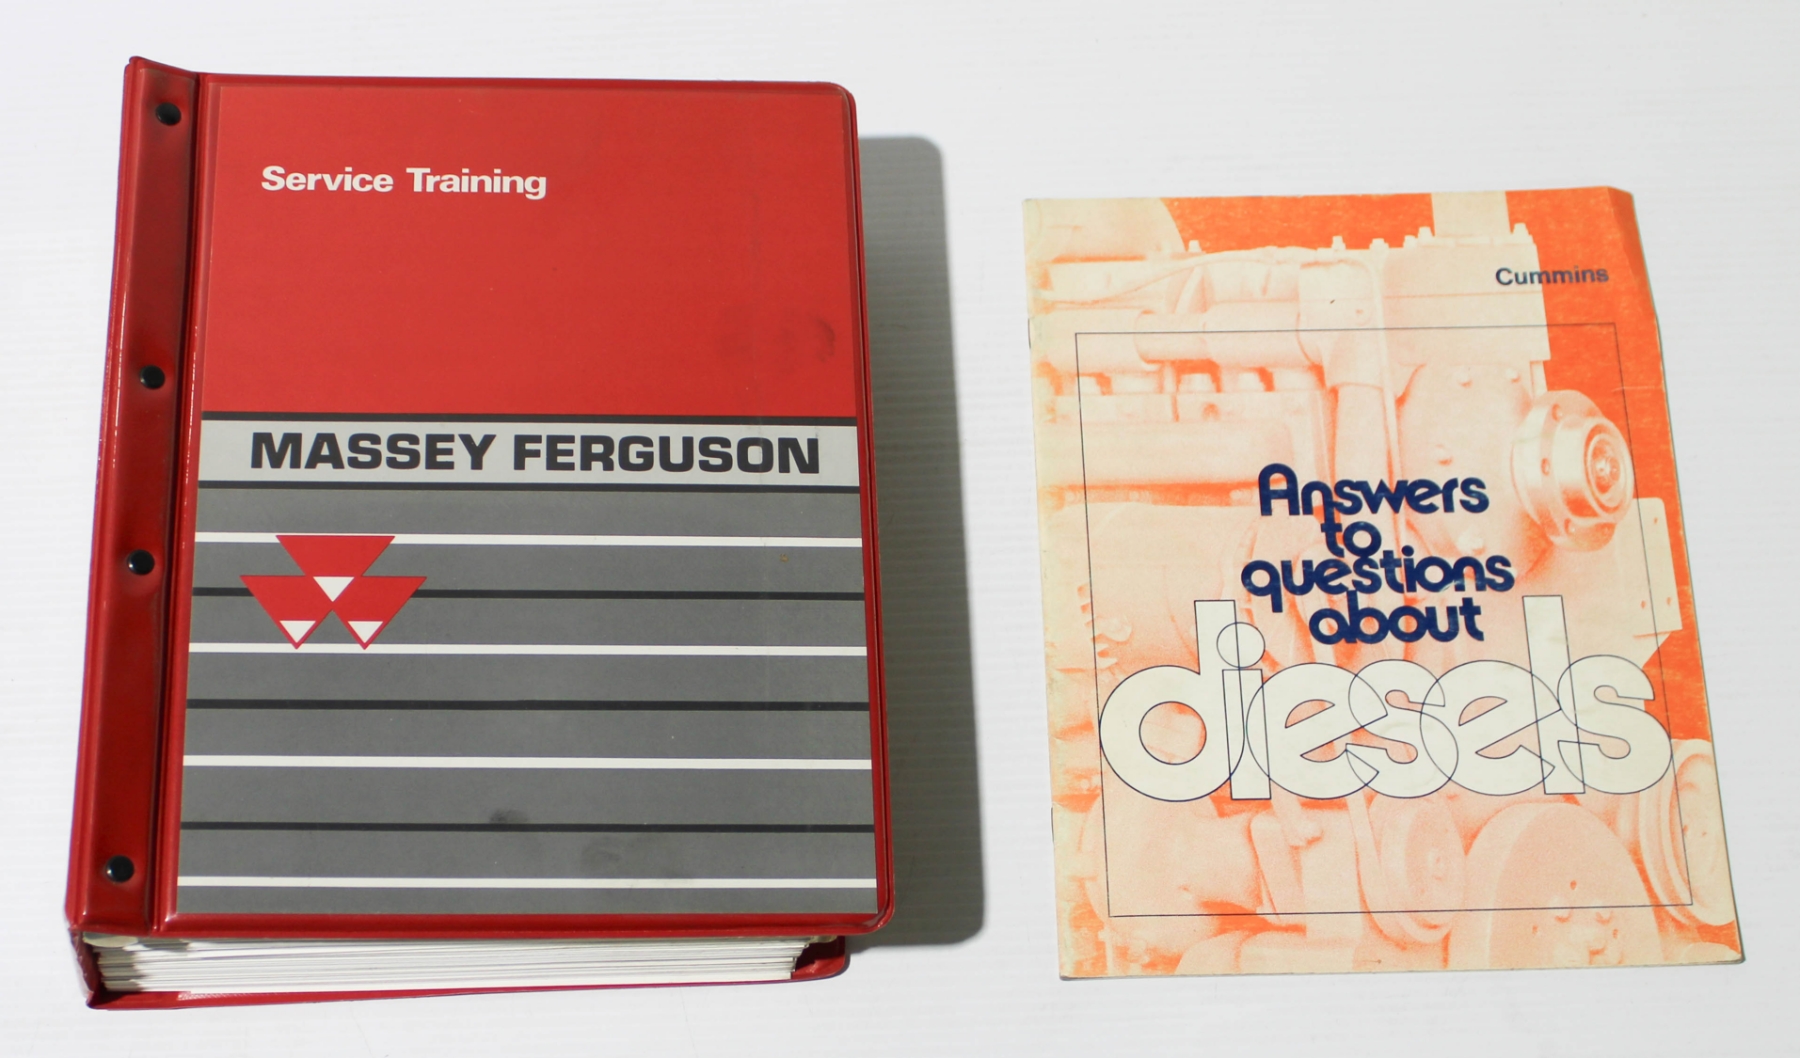 Service Training
MASSEY FERGUSON
Cummins
Answers
to
questions
about
diesels